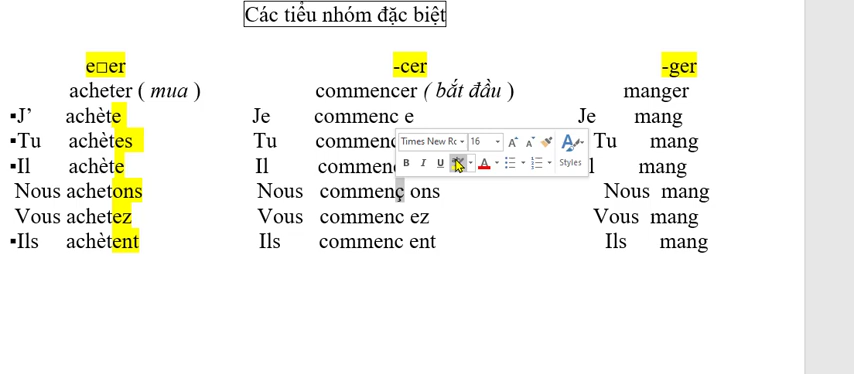 Các tiểu nhóm đặc biệt
e□er -cer -ger
acheter ( mua ) commencer ( bắt đầu ) manger
▪J’ achète Je commenc e Je mang
▪Tu achètes Tu commenc Tu mang
▪Il achète Il commenc mang
Nous achetons Nous commenç ons Nous mang
Vous achetez Vous commenc ez Vous mang
▪Ils achètent Ils commenc ent Ils mang
Times New Rc 16
B I U A Styles